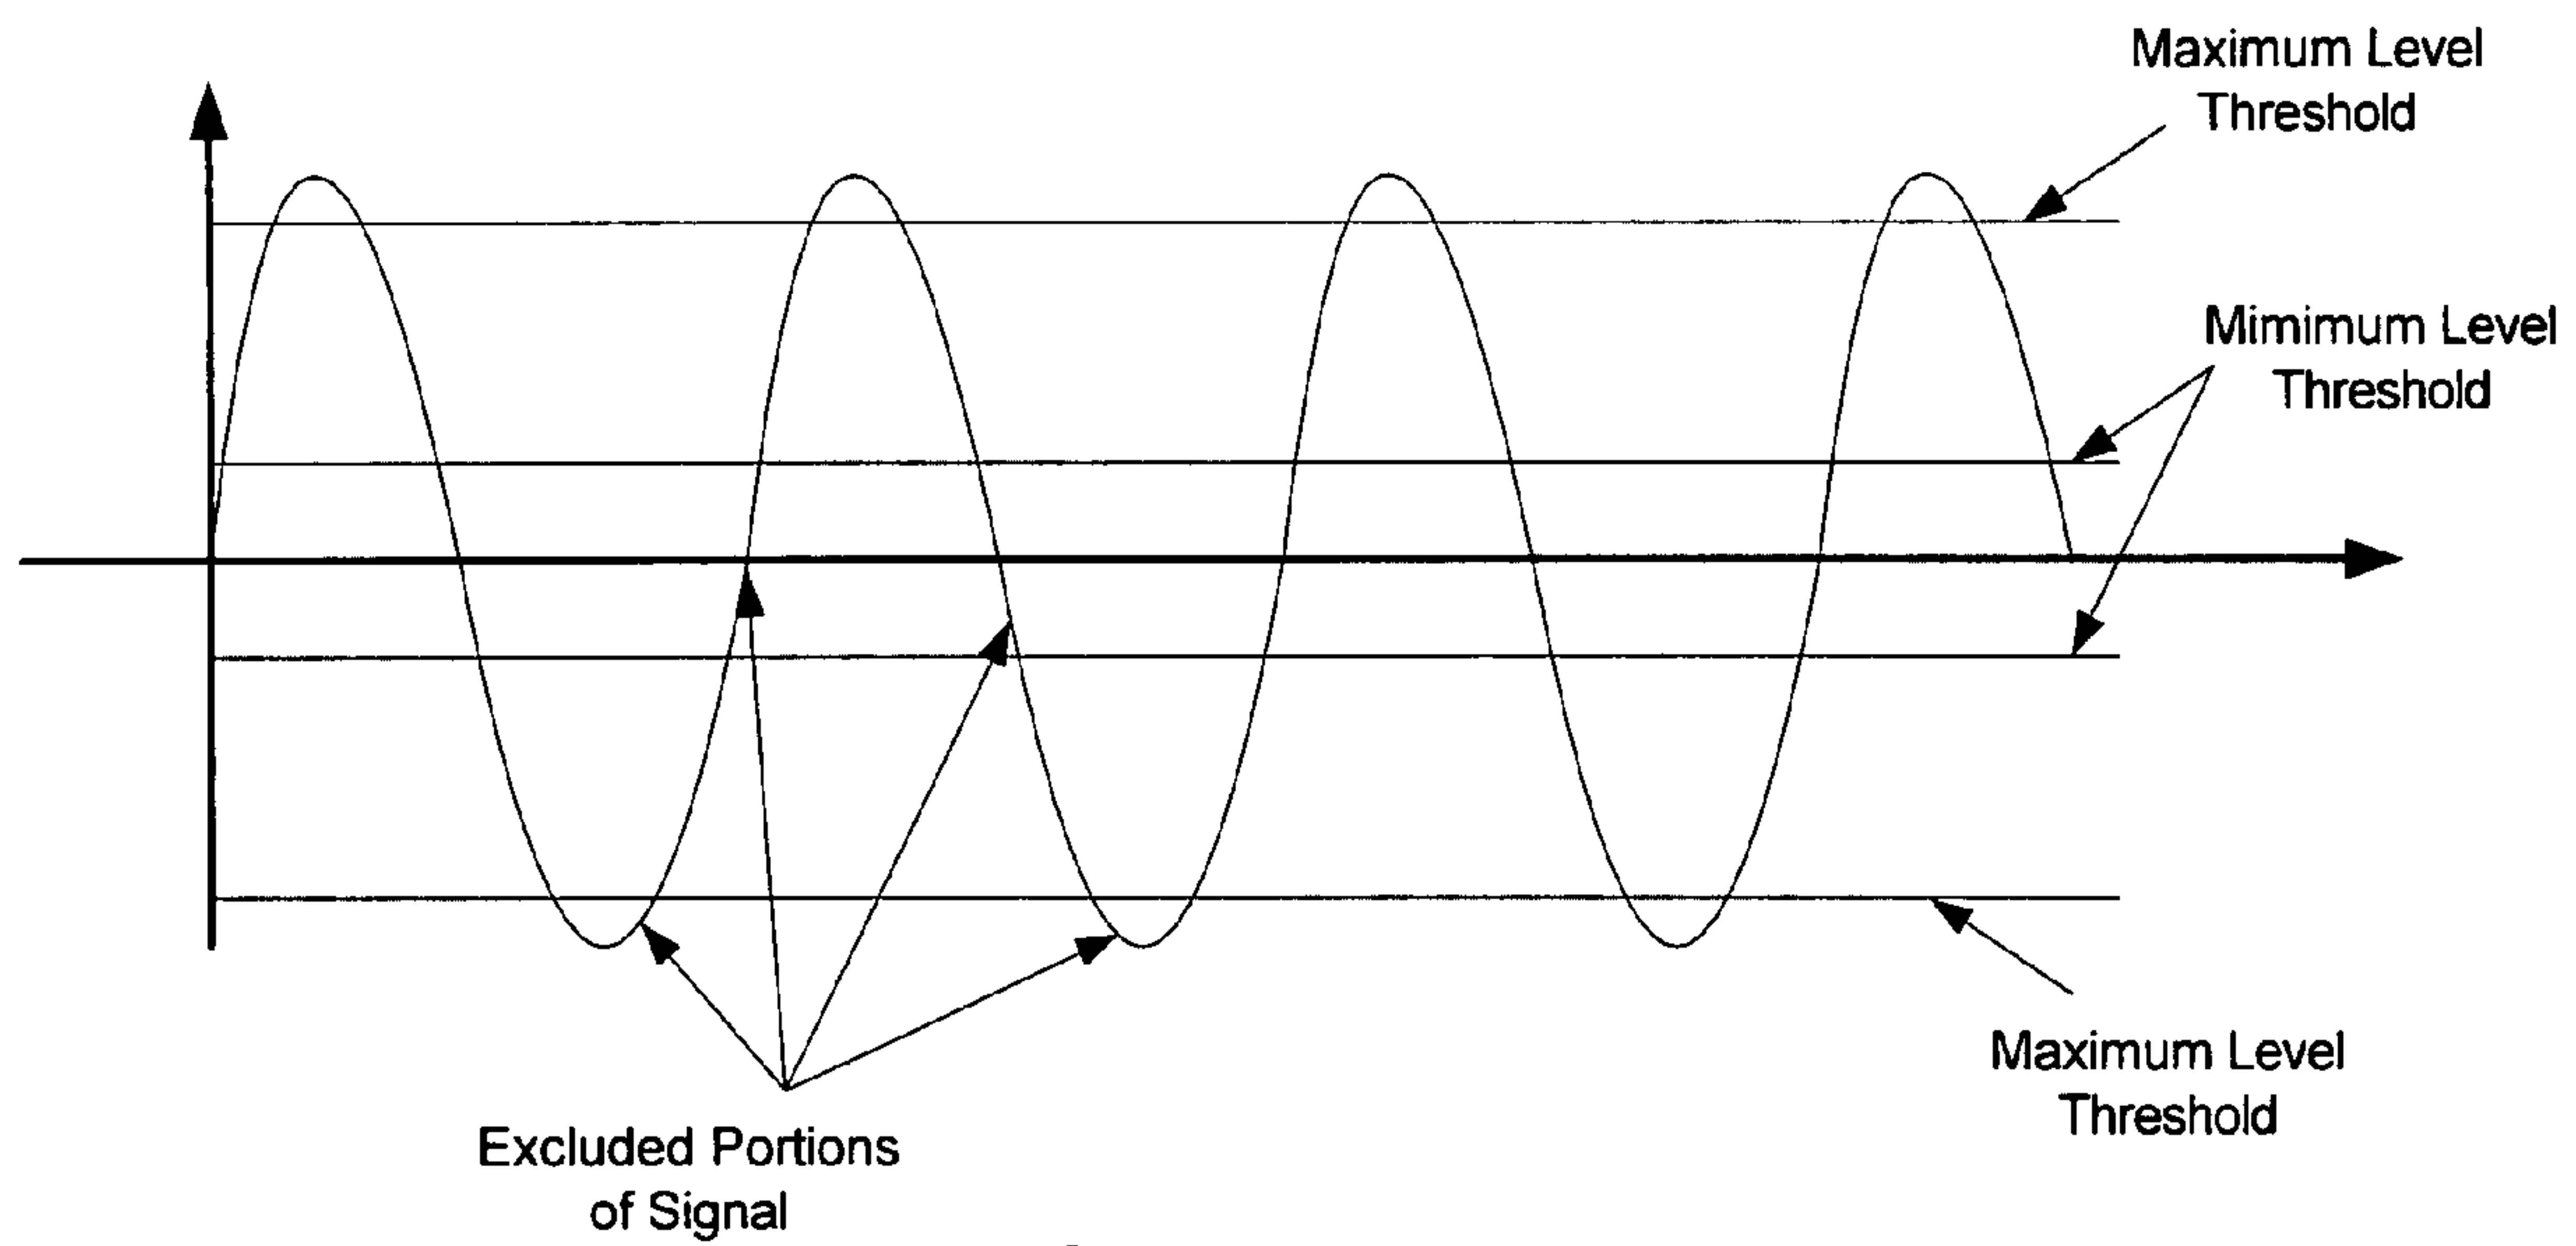 Maximum Level
Threshold
Mimimum Level
Threshold
Maximum Level
Threshold
Excluded Portions
of Signal